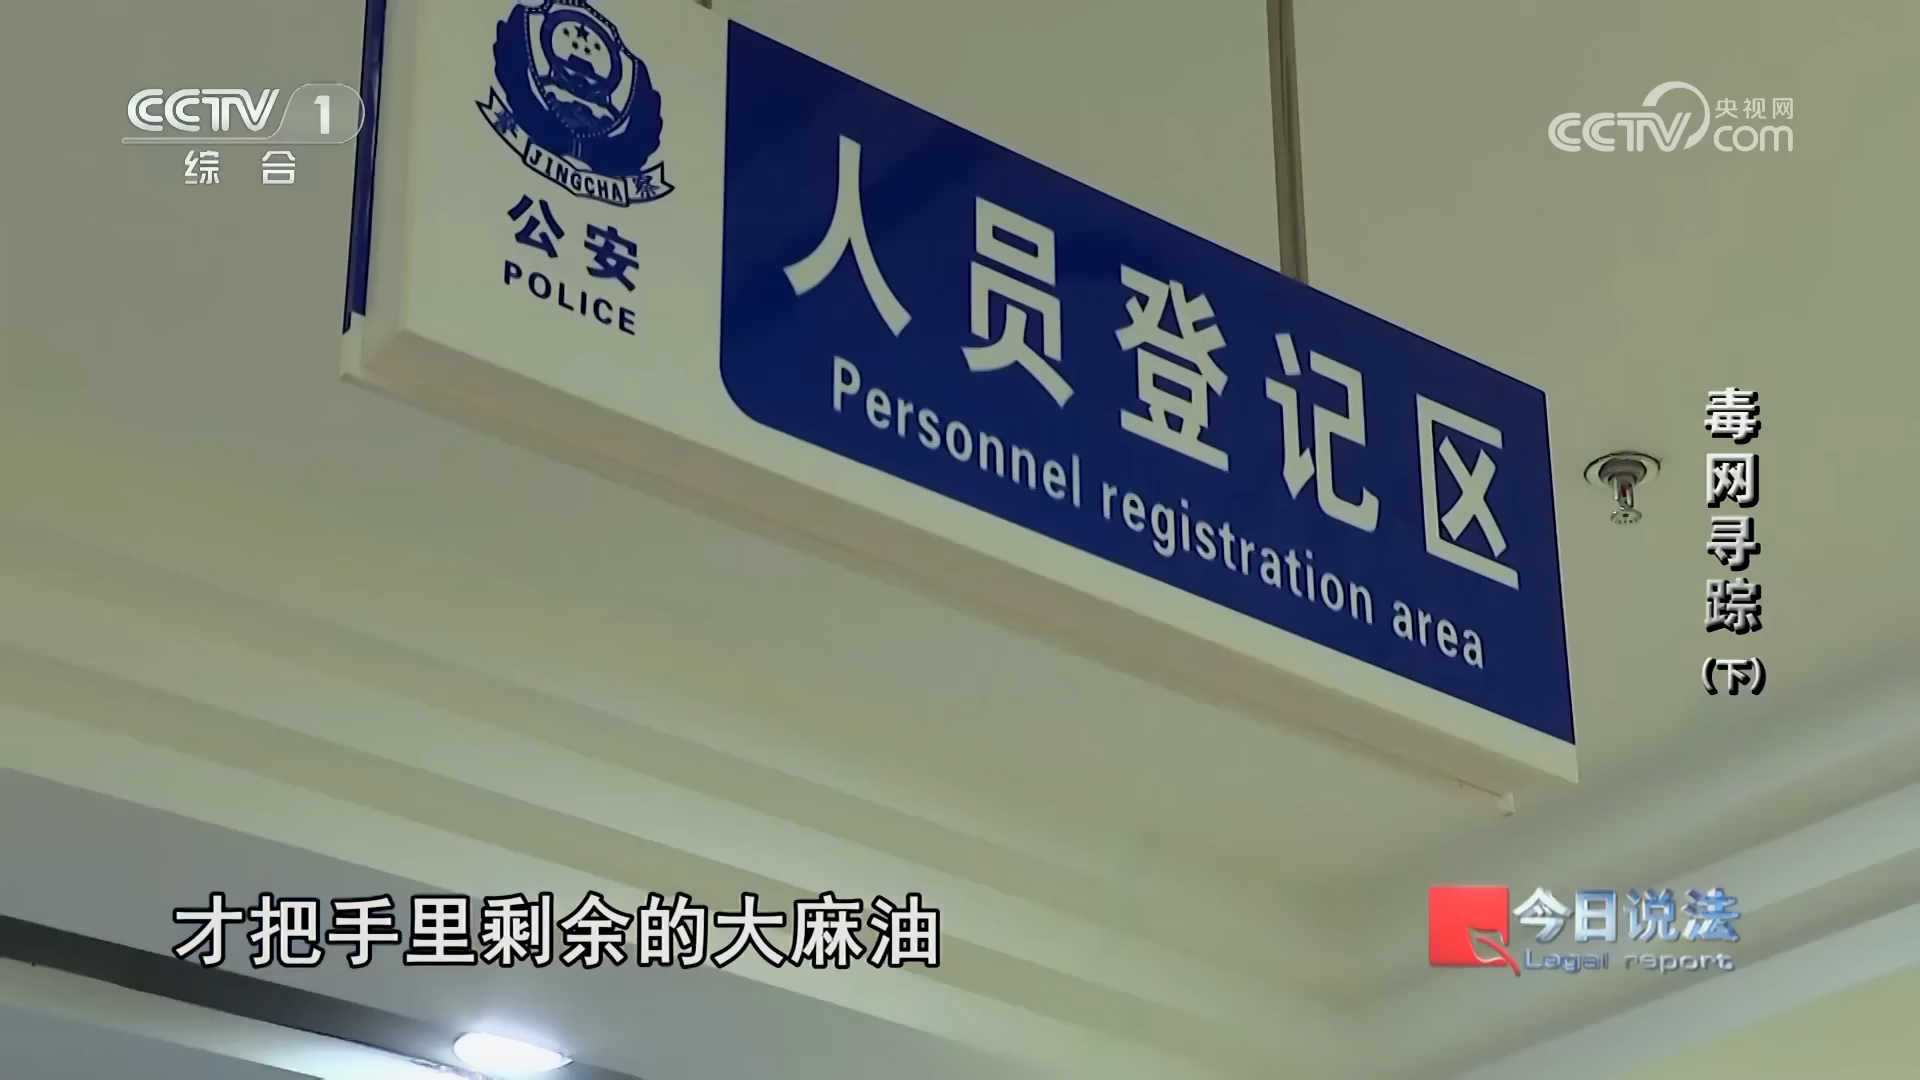 CCTV 1
综合
央视网
CCTV.com
警 JINGCHA 察
公安
POLICE
人员登记区
Personnel registration area
毒网寻踪(下)
才把手里剩余的大麻油
今日说法
Legal report